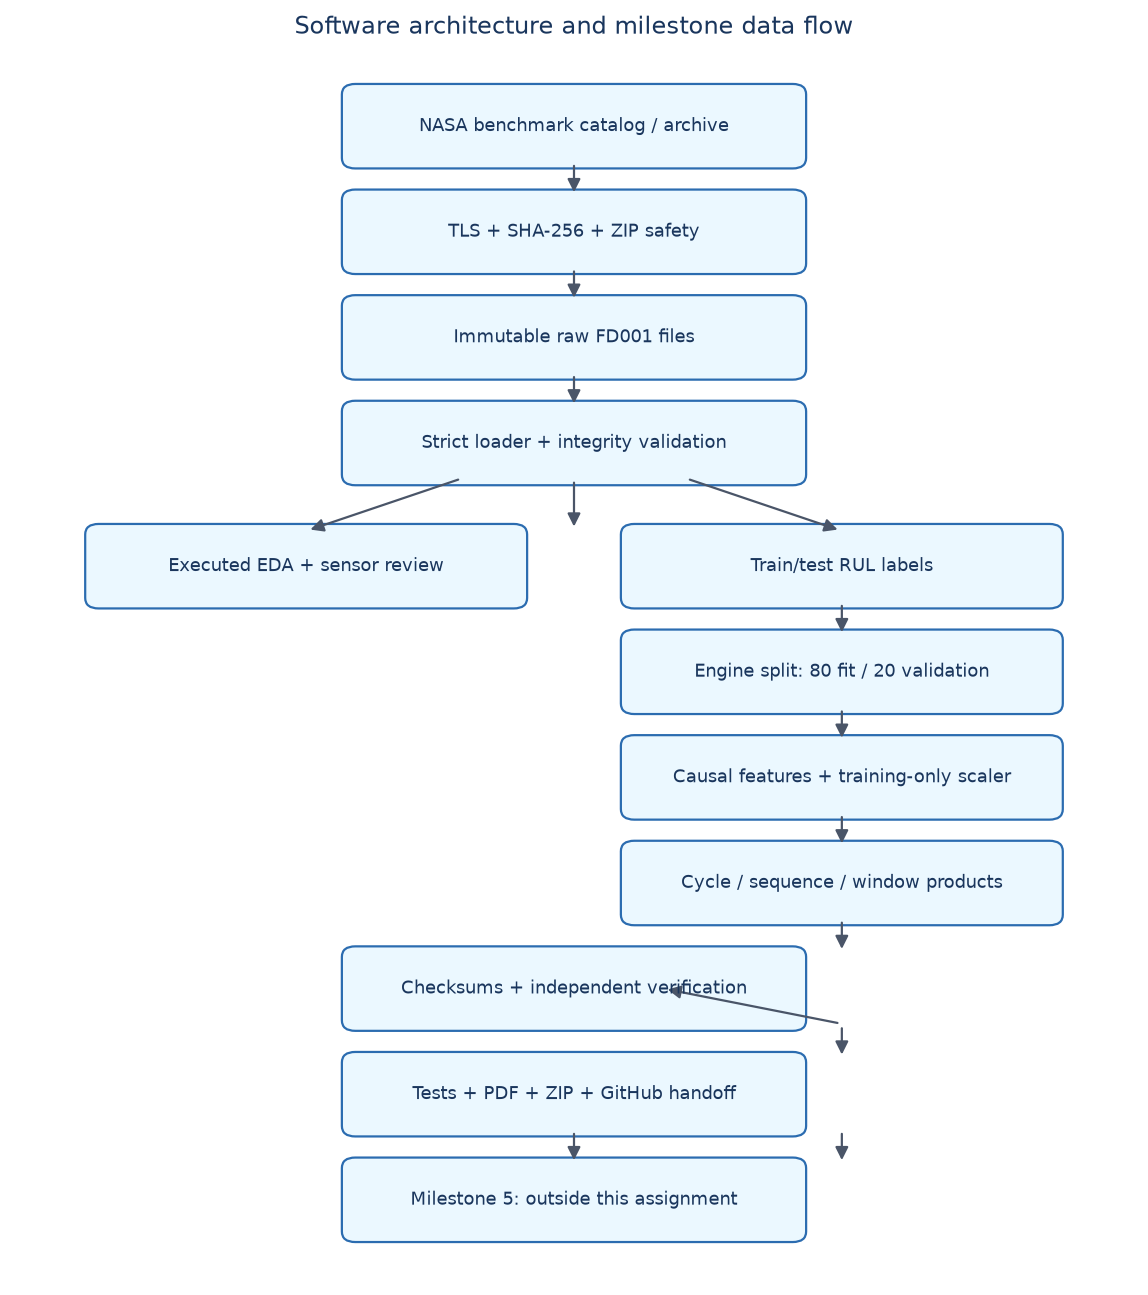 Software architecture and milestone data flow
NASA benchmark catalog / archive
TLS + SHA-256 + ZIP safety
Immutable raw FD001 files
Strict loader + integrity validation
Executed EDA + sensor review
Train/test RUL labels
Engine split: 80 fit / 20 validation
Causal features + training-only scaler
Cycle / sequence / window products
Checksums + independent verification
Tests + PDF + ZIP + GitHub handoff
Milestone 5: outside this assignment